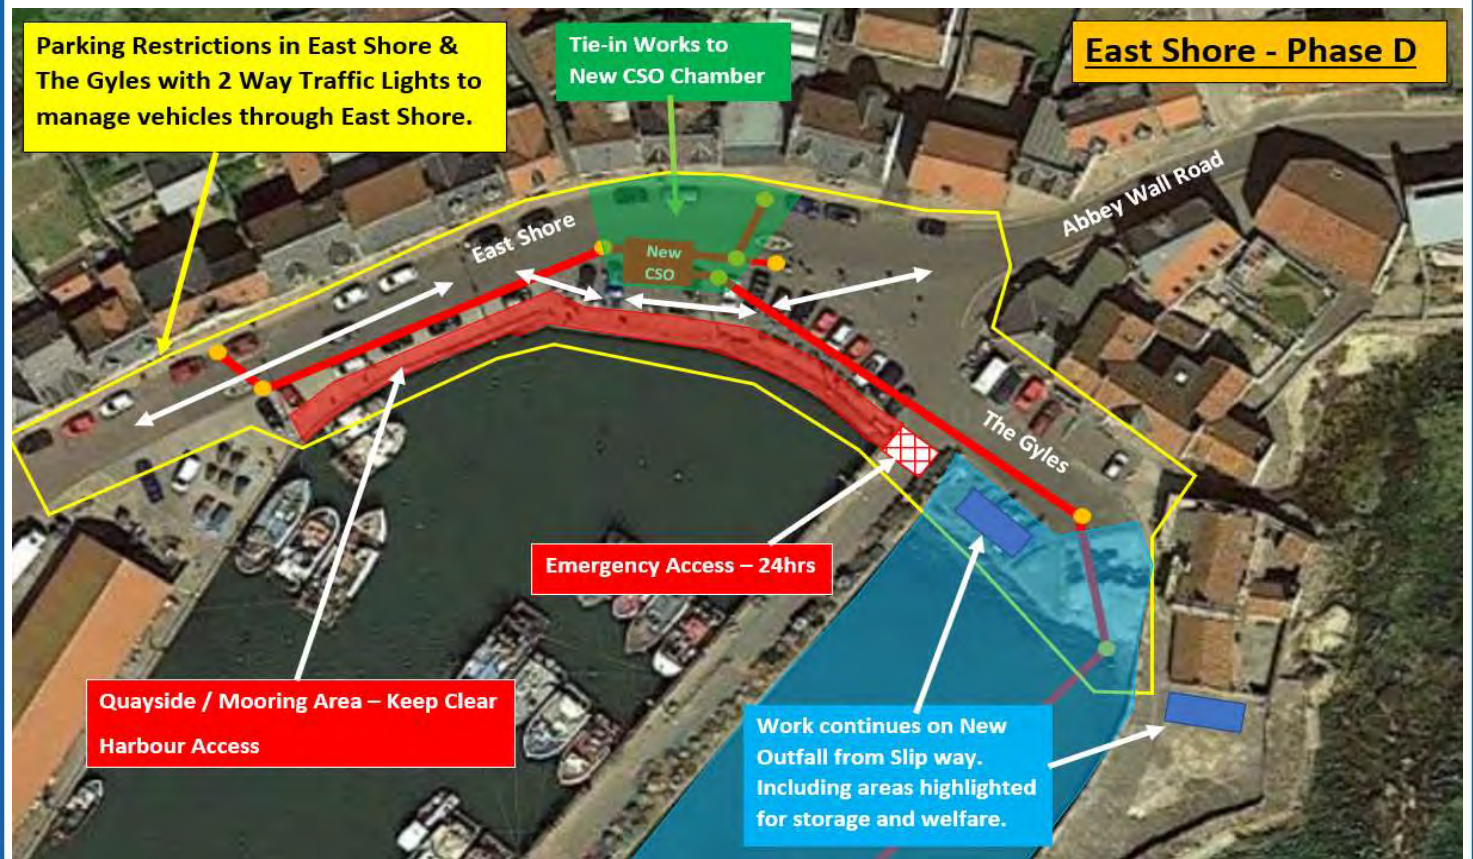 Parking Restrictions in East Shore &
The Gyles with 2 Way Traffic Lights to
manage vehicles through East Shore.
Tie-in Works to
New CSO Chamber
East Shore - Phase D
Abbey Wall Road
East Shore
New
CSO
The Gyles
Emergency Access – 24hrs
Quayside / Mooring Area – Keep Clear
Harbour Access
Work continues on New
Outfall from Slip way.
Including areas highlighted
for storage and welfare.